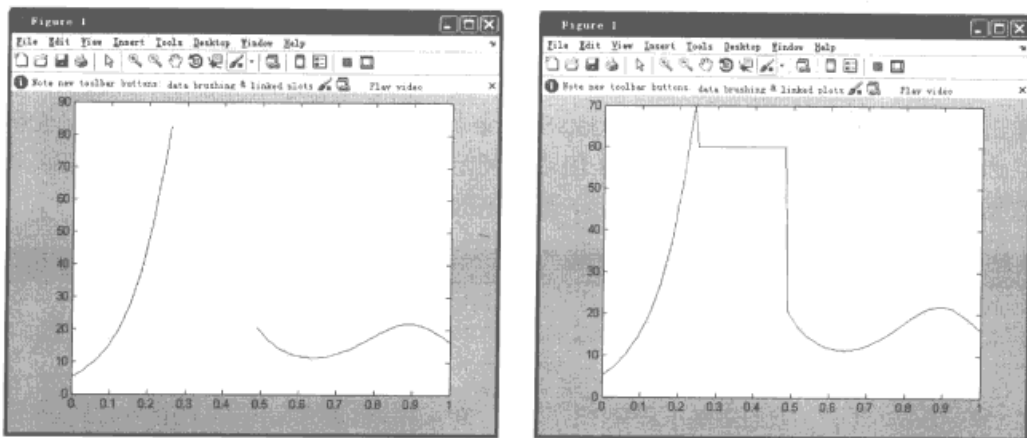 Figure 1
File Edit View Insert Tools Desktop Window Help
Note new toolbar buttons: data brushing & linked plots Play video
90
80
70
60
50
40
30
20
10
0
0. 0.1 0.2 0.3 0.4 0.5 0.6 0.7 0.8 0.9 1
Figure 1
File Edit View Insert Tools Desktop Window Help
Note new toolbar buttons: data brushing & linked plots Play video
70
60
50
40
30
20
10
0
0 0.1 0.2 0.3 0.4 0.5 0.6 0.7 0.8 0.9 1